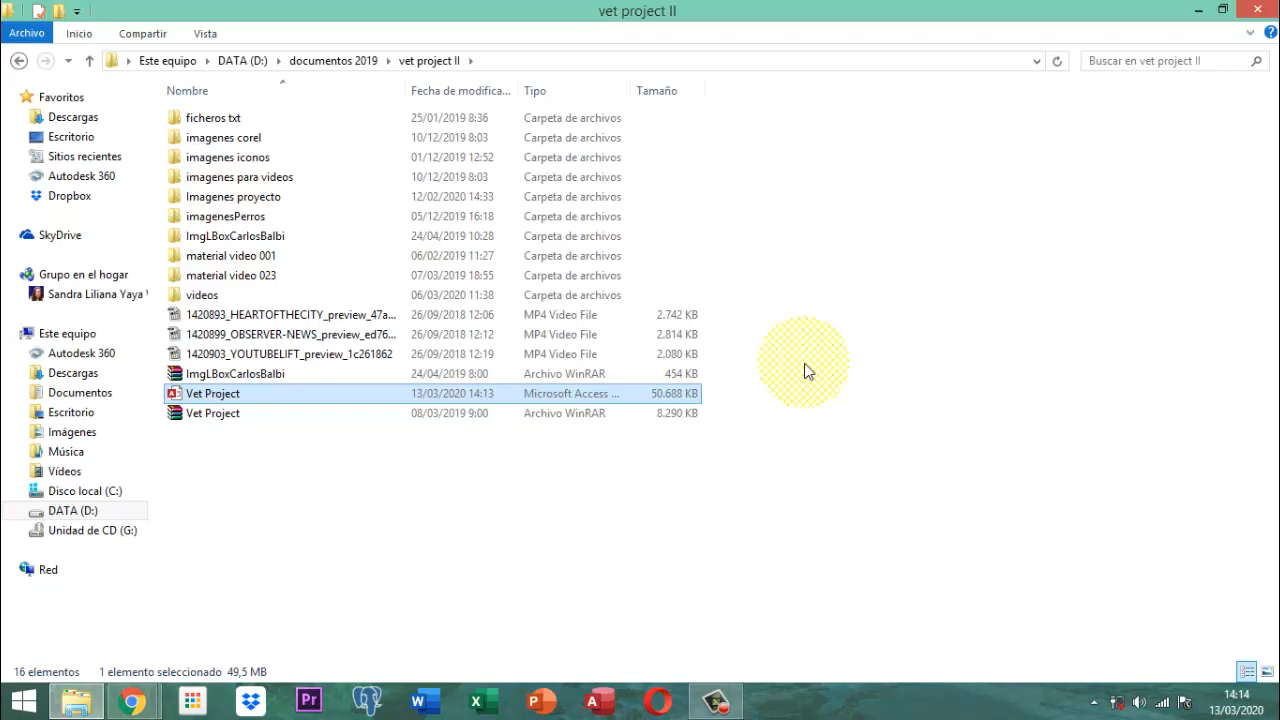 vet project II
Archivo Inicio Compartir Vista
Este equipo DATA (D:) documentos 2019 vet project II Buscar en vet project II
Nombre Fecha de modifica... Tipo Tamaño
Favoritos
Descargas
Escritorio
Sitios recientes
Autodesk 360
Dropbox
SkyDrive
Grupo en el hogar
Sandra Liliana Yaya
Este equipo
Autodesk 360
Descargas
Documentos
Escritorio
Imágenes
Música
Vídeos
Disco local (C:)
DATA (D:)
Unidad de CD (G:)
Red
ficheros txt 25/01/2019 8:36 Carpeta de archivos
imagenes corel 10/12/2019 8:03 Carpeta de archivos
imagenes iconos 01/12/2019 12:52 Carpeta de archivos
imagenes para videos 10/12/2019 8:03 Carpeta de archivos
Imagenes proyecto 12/02/2020 14:33 Carpeta de archivos
imagenesPerros 05/12/2019 16:18 Carpeta de archivos
ImgLBoxCarlosBalbi 24/04/2019 10:28 Carpeta de archivos
material video 001 06/02/2019 11:27 Carpeta de archivos
material video 023 07/03/2019 18:55 Carpeta de archivos
videos 06/03/2020 11:38 Carpeta de archivos
1420893_HEARTOFTHECITY_preview_47a... 26/09/2018 12:06 MP4 Video File 2.742 KB
1420899_OBSERVER-NEWS_preview_ed76... 26/09/2018 12:12 MP4 Video File 2.814 KB
1420903_YOUTUBELIFT_preview_1c261862 26/09/2018 12:19 MP4 Video File 2.080 KB
ImgLBoxCarlosBalbi 24/04/2019 8:00 Archivo WinRAR 454 KB
Vet Project 13/03/2020 14:13 Microsoft Access ... 50.688 KB
Vet Project 08/03/2019 9:00 Archivo WinRAR 8.290 KB
16 elementos 1 elemento seleccionado 49,5 MB
14:14
13/03/2020